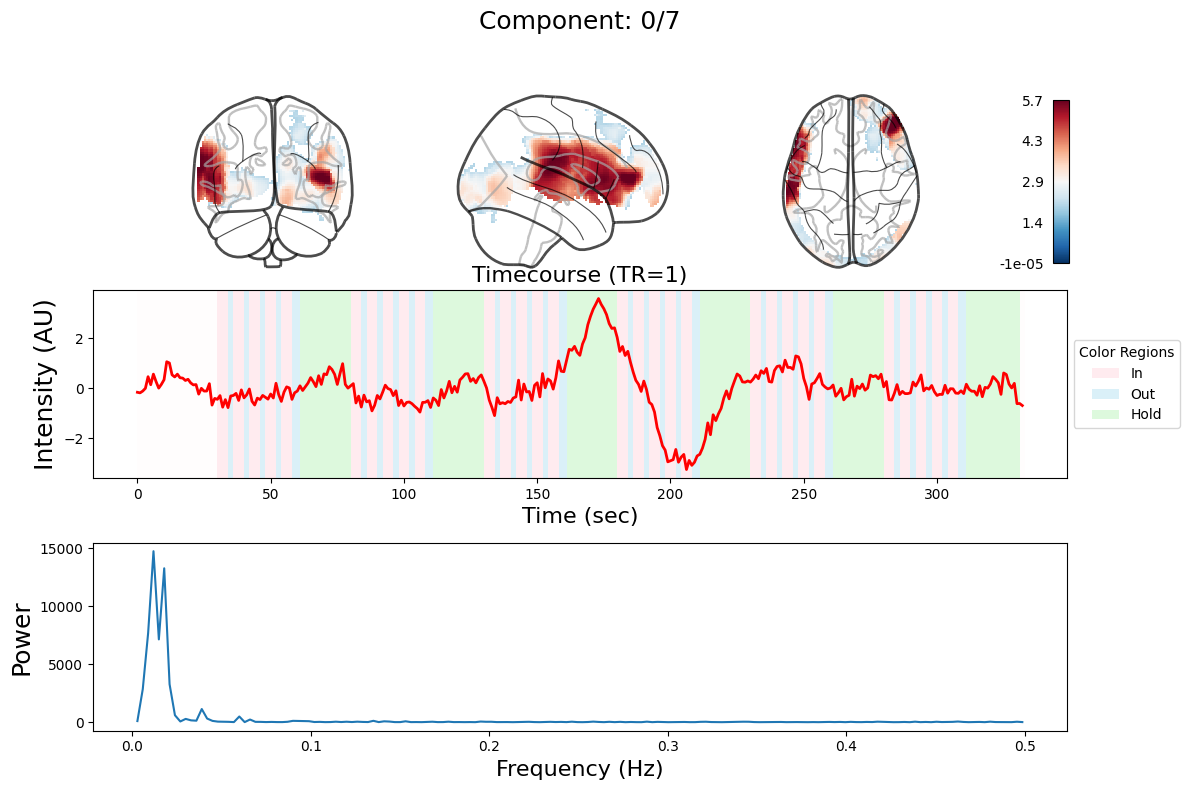 Component: 0/7
5.7
4.3
2.9
1.4
-1e-05
Timecourse (TR=1)
Intensity (AU)
2
0
−2
0
50
100
150
200
250
300
Time (sec)
Color Regions
In
Out
Hold
Power
15000
10000
5000
0
0.0
0.1
0.2
0.3
0.4
0.5
Frequency (Hz)